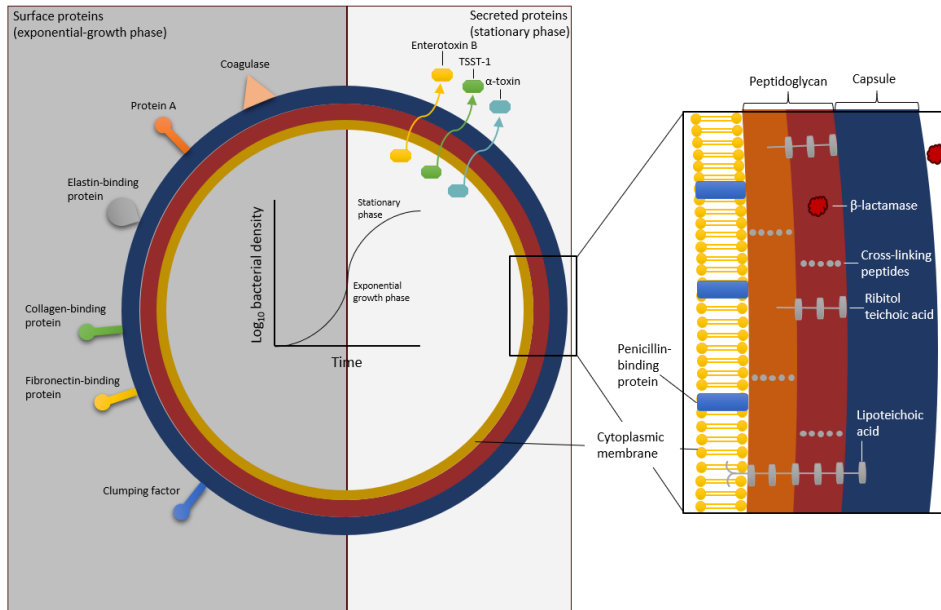 Surface proteins
(exponential-growth phase)
Secreted proteins
(stationary phase)
Coagulase
Protein A
Elastin-binding
protein
Collagen-binding
protein
Fibronectin-binding
protein
Clumping factor
Enterotoxin B
TSST-1
α-toxin
Log10 bacterial density
Stationary
phase
Exponential
growth phase
Time
Peptidoglycan
Capsule
β-lactamase
Cross-linking
peptides
Ribitol
teichoic acid
Penicillin-
binding
protein
Lipoteichoic
acid
Cytoplasmic
membrane